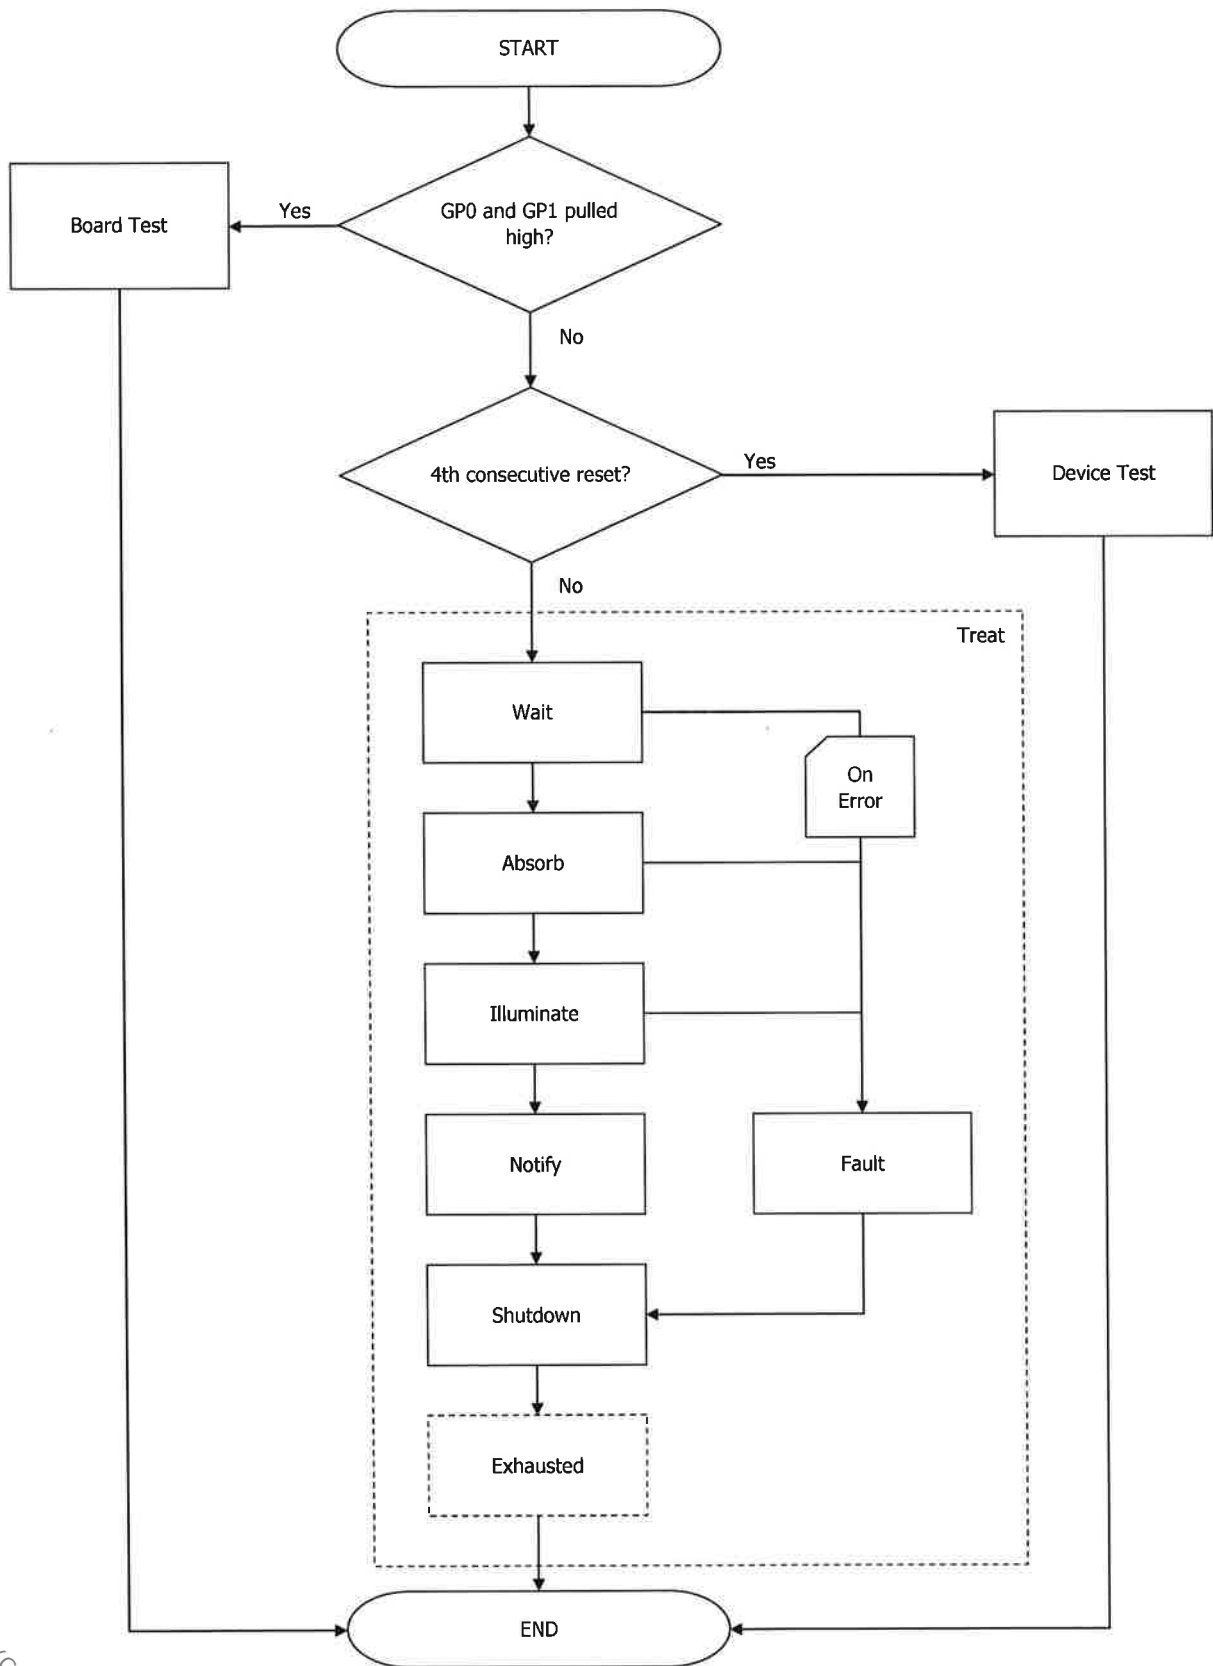 START
GP0 and GP1 pulled
high?
Yes
Board Test
No
4th consecutive reset?
Yes
Device Test
No
Treat
Wait
On
Error
Absorb
Illuminate
Notify
Fault
Shutdown
Exhausted
END